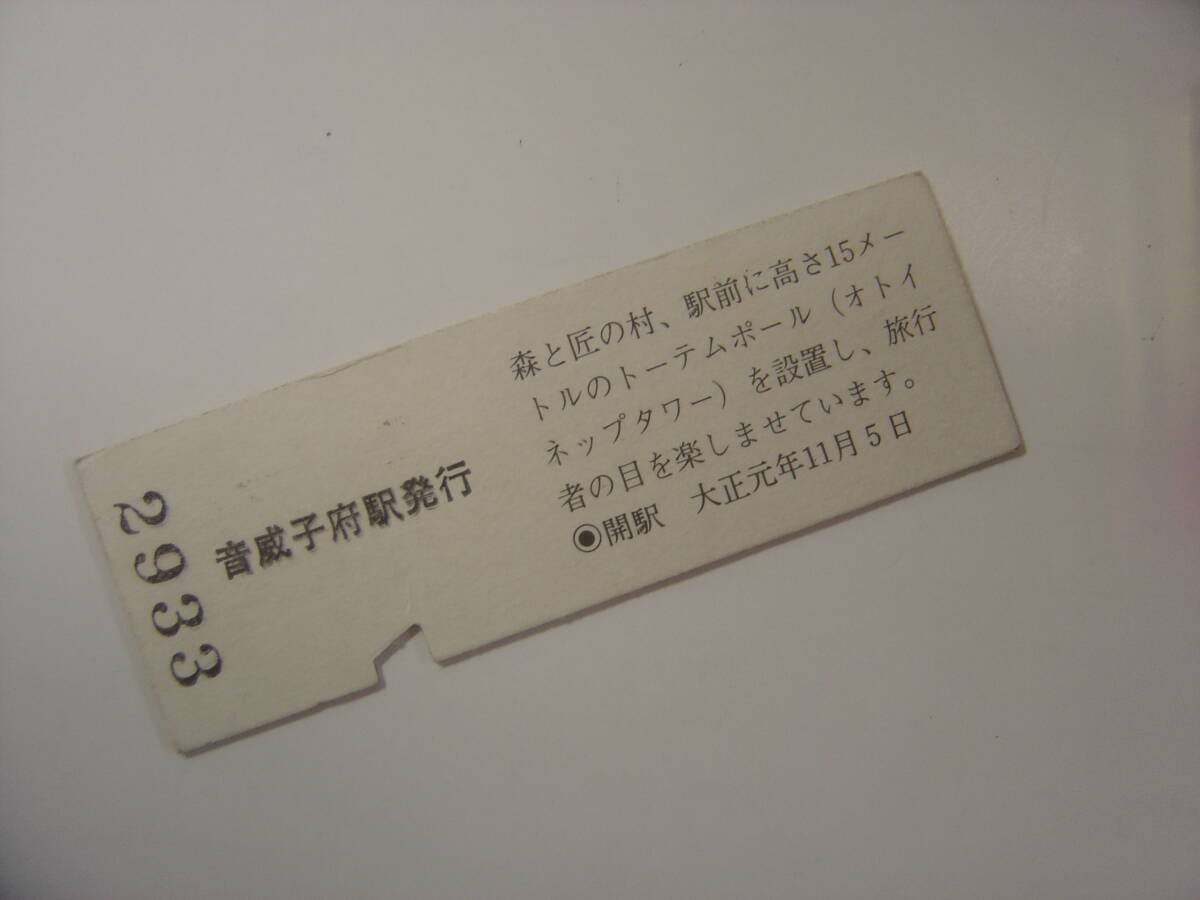 森と匠の村、駅前に高さ15メー
トルのトーテムポール（オトイ
ネップタワー）を設置し、旅行
者の目を楽しませています。
◉開駅　大正元年11月5日
音威子府駅発行
2933